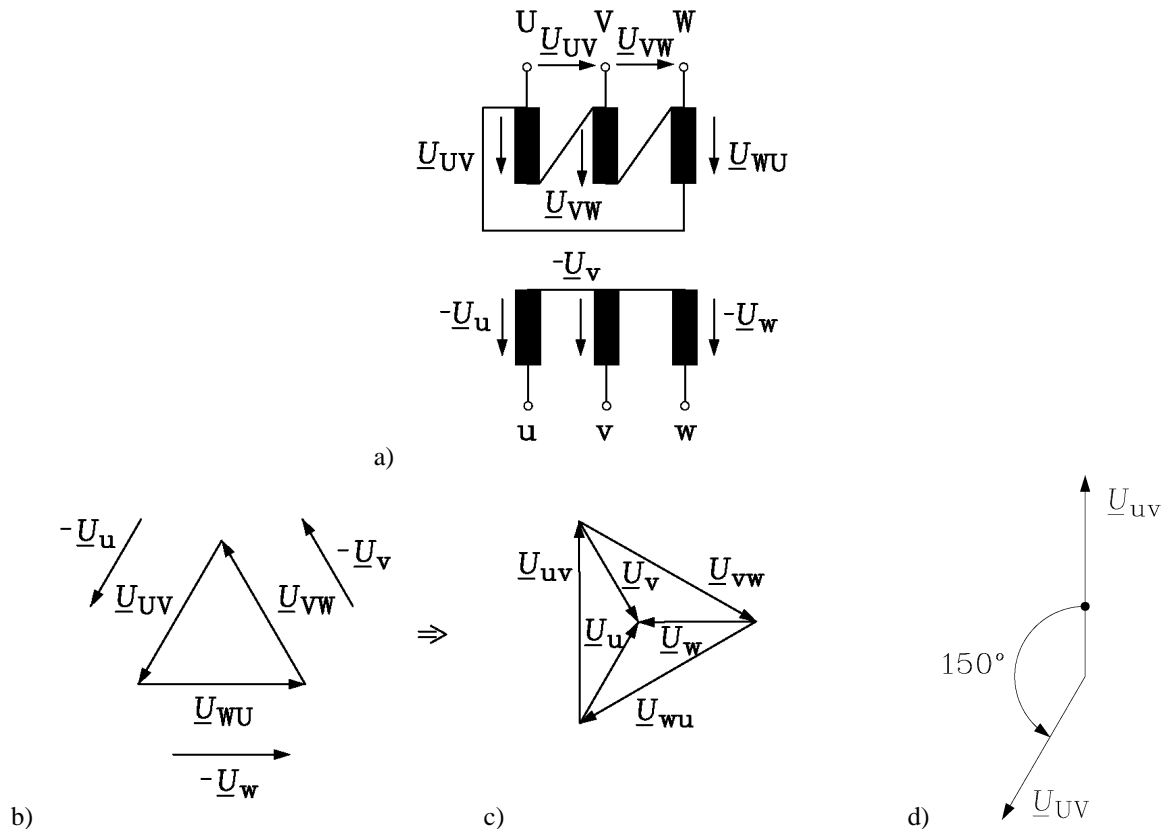 U V W
U_UV U_VW
U_UV U_WU
U_VW
-U_v
-U_u -U_w
u v w
a)
-U_u -U_v
U_UV U_VW
U_WU
-U_w
b)
⇒
U_uv U_v U_vw
U_u U_w
U_wu
c)
U_uv
150°
U_UV
d)